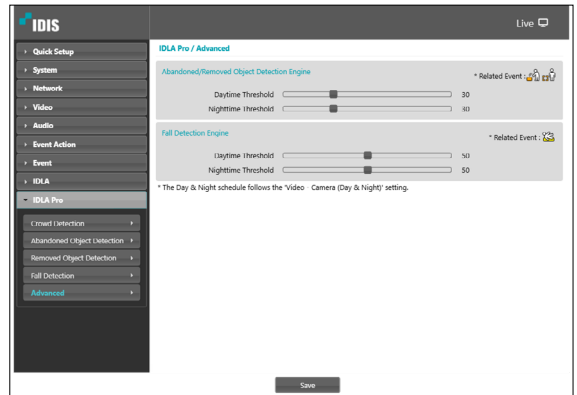 IDIS
Live
Quick Setup
System
Network
Video
Audio
Event Action
Event
IDLA
IDLA Pro
Crowd Detection
Abandoned Object Detection
Removed Object Detection
Fall Detection
Advanced
IDLA Pro / Advanced
Abandoned/Removed Object Detection Engine
* Related Event :
Daytime Threshold 30
Nighttime Threshold 30
Fall Detection Engine
* Related Event :
Daytime Threshold 50
Nighttime Threshold 50
* The Day & Night schedule follows the 'Video - Camera (Day & Night)' setting.
Save